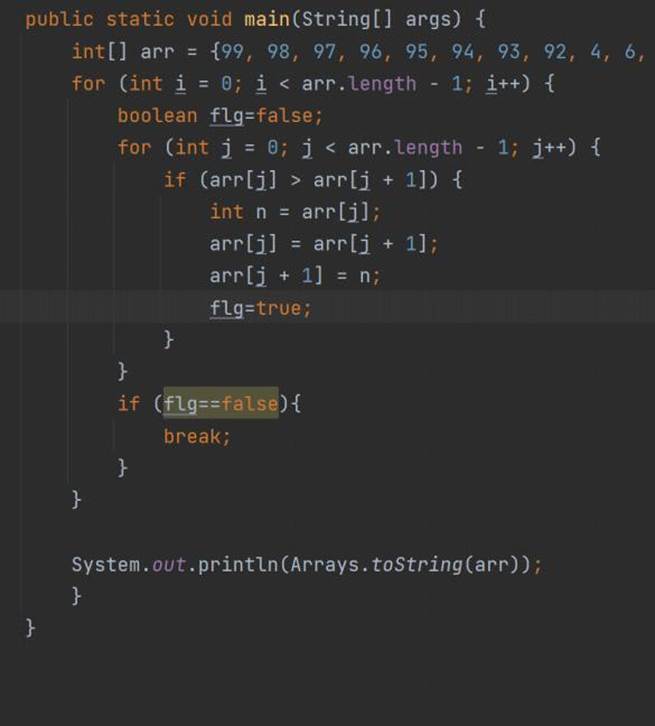 public static void main(String[] args) {
int[] arr = {99, 98, 97, 96, 95, 94, 93, 92, 4, 6,
for (int i = 0; i < arr.length - 1; i++) {
boolean flg=false;
for (int j = 0; j < arr.length - 1; j++) {
if (arr[j] > arr[j + 1]) {
int n = arr[j];
arr[j] = arr[j + 1];
arr[j + 1] = n;
flg=true;
}
}
if (flg==false){
break;
}
}
System.out.println(Arrays.toString(arr));
}
}